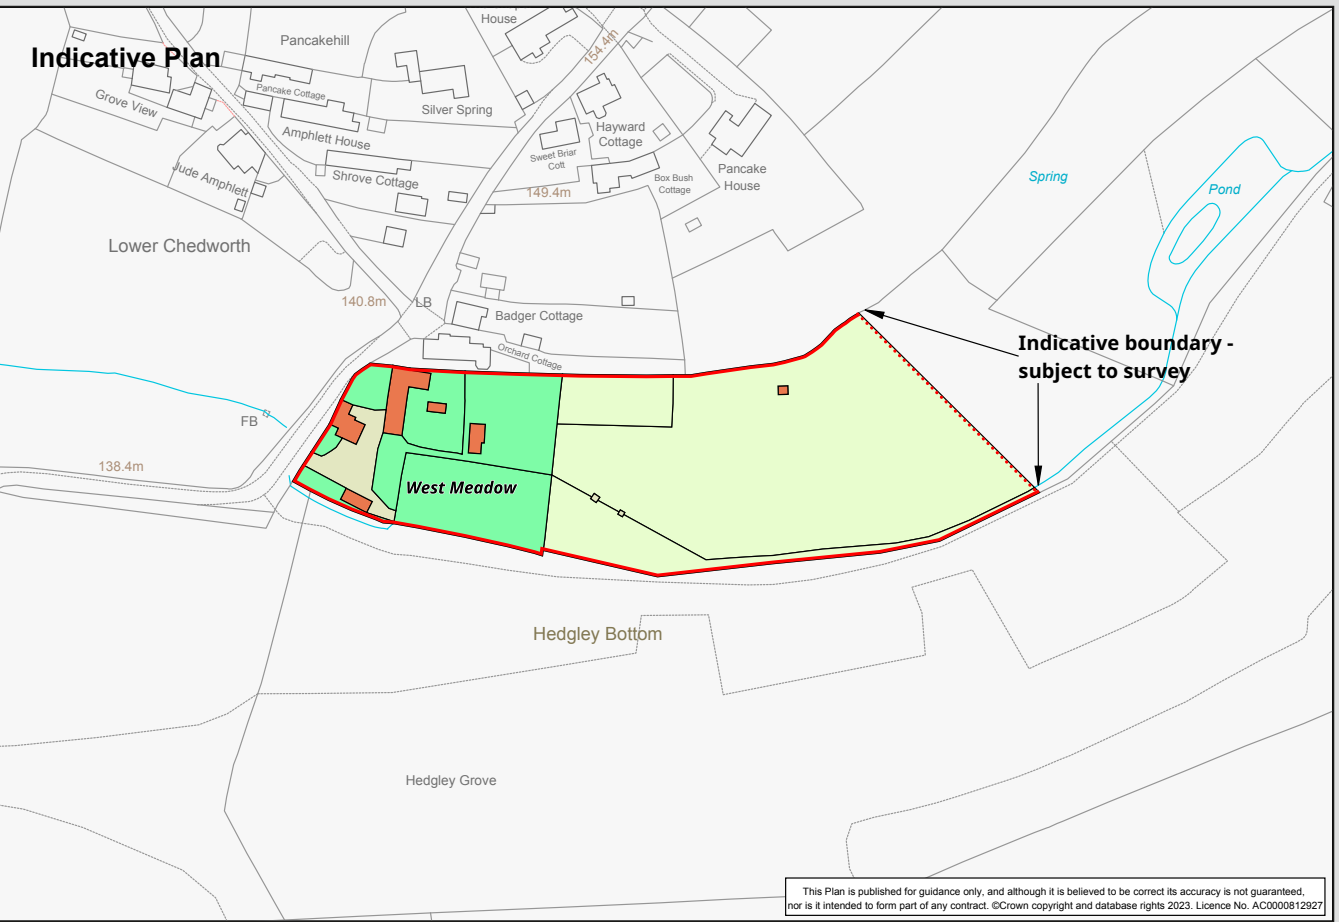 House
Indicative Plan
Pancakehill
154.4m
Pancake Cottage
Grove View
Silver Spring
Amphlett House
Hayward
Cottage
Sweet Briar
Cott
Jude Amphlett
Shrove Cottage
Box Bush
Cottage
Pancake
House
149.4m
Spring
Pond
Lower Chedworth
140.8m
LB
Badger Cottage
Orchard Cottage
Indicative boundary -
subject to survey
FB
138.4m
West Meadow
Hedgley Bottom
Hedgley Grove
This Plan is published for guidance only, and although it is believed to be correct its accuracy is not guaranteed,
nor is it intended to form part of any contract. ©Crown copyright and database rights 2023. Licence No. AC0000812927